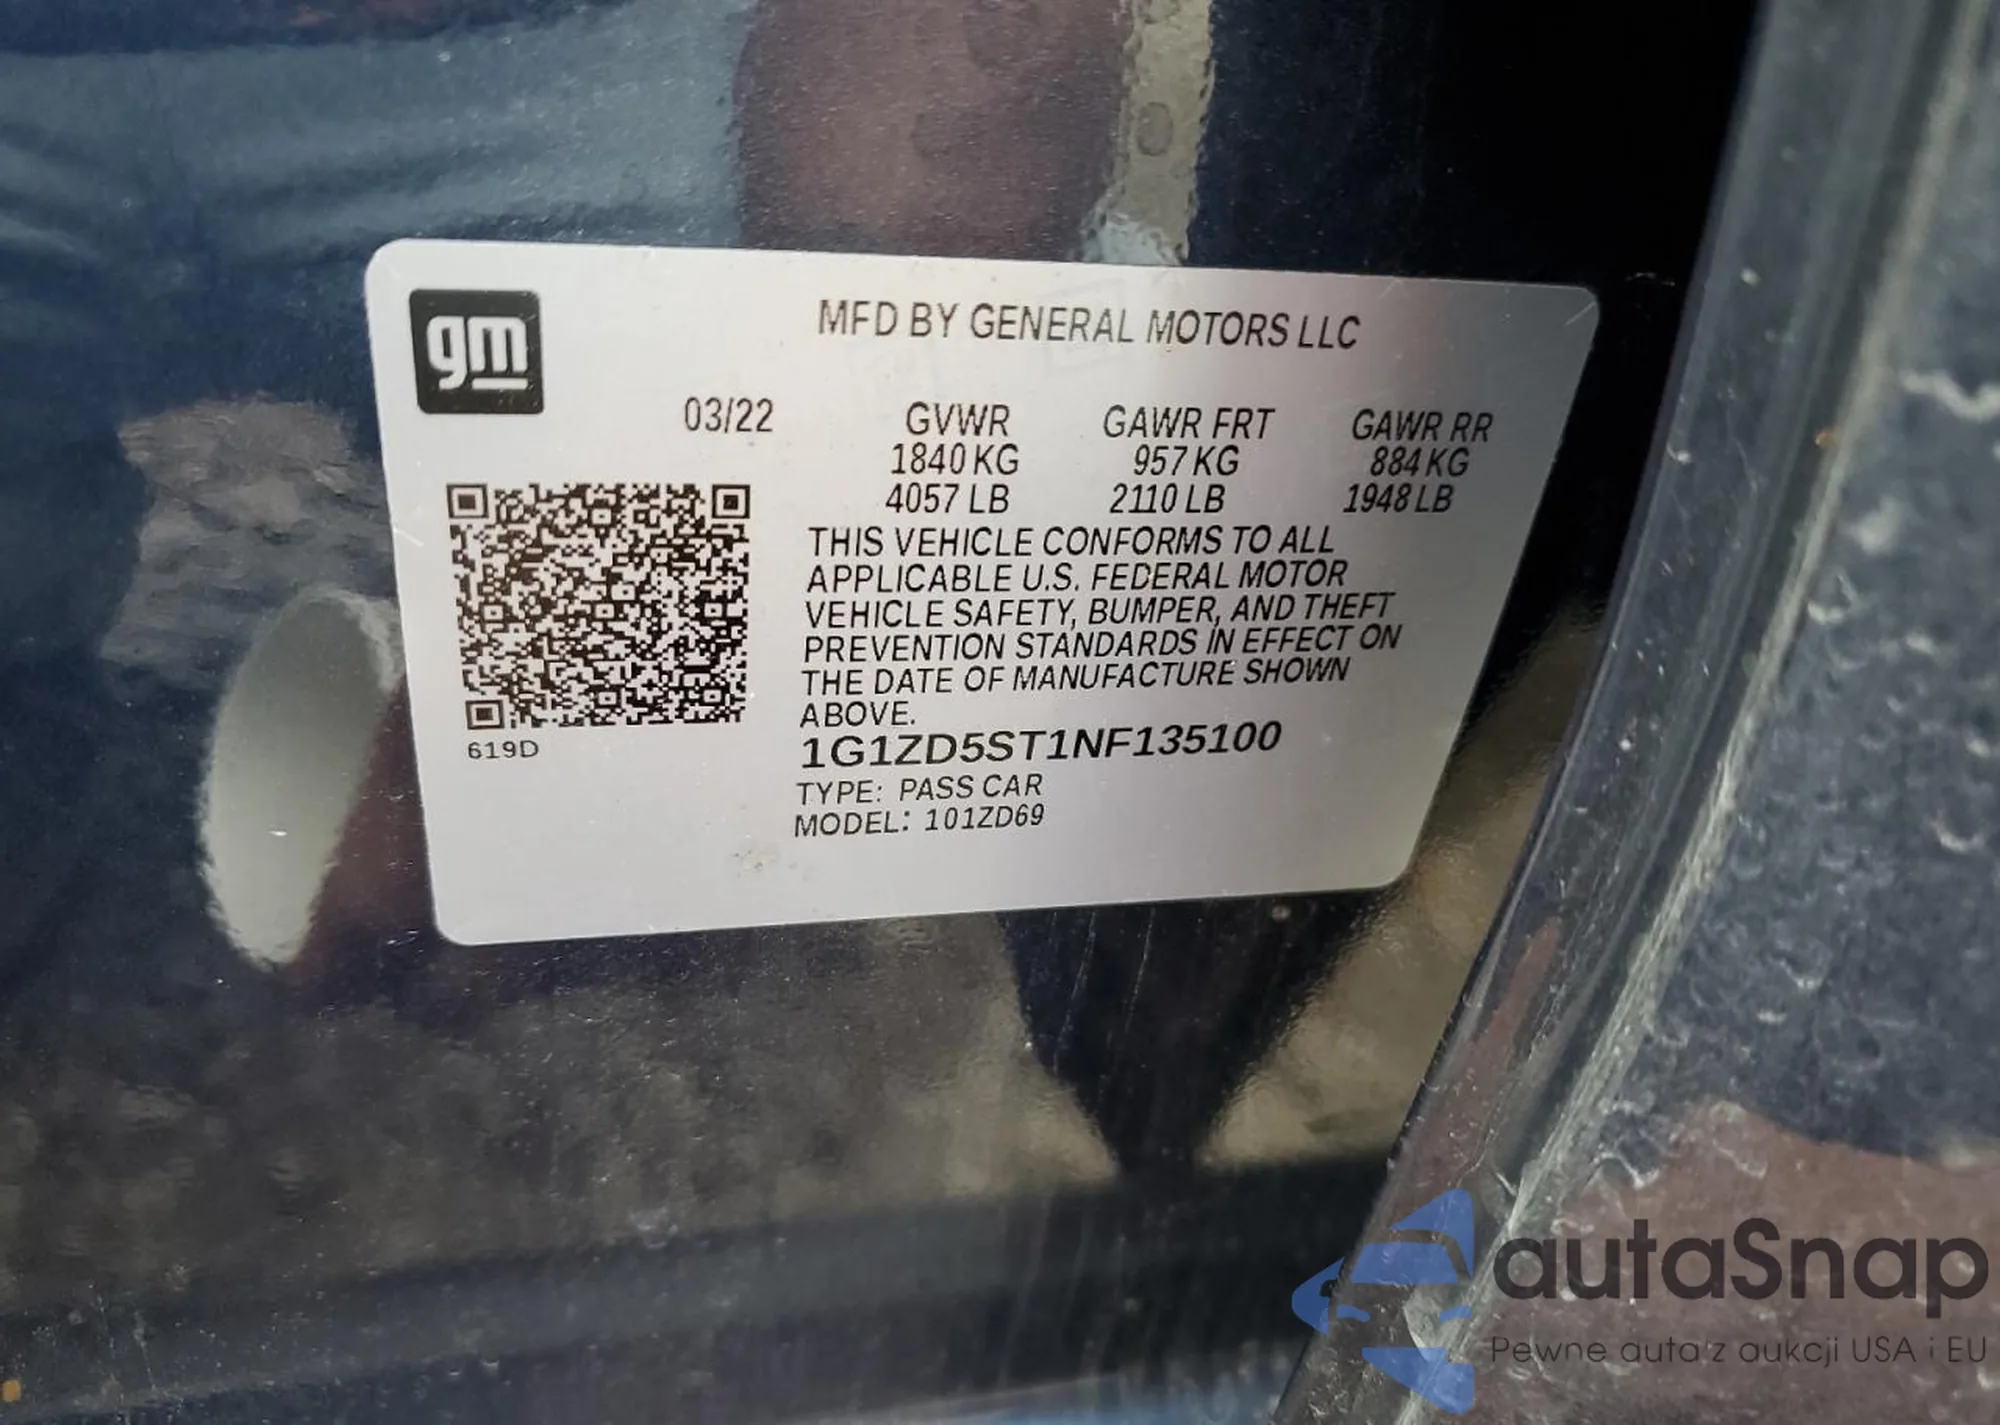 gm
MFD BY GENERAL MOTORS LLC
03/22 GVWR GAWR FRT GAWR RR
1840 KG 957 KG 884 KG
4057 LB 2110 LB 1948 LB
THIS VEHICLE CONFORMS TO ALL
APPLICABLE U.S. FEDERAL MOTOR
VEHICLE SAFETY, BUMPER, AND THEFT
PREVENTION STANDARDS IN EFFECT ON
THE DATE OF MANUFACTURE SHOWN
ABOVE.
619D
1G1ZD5ST1NF135100
TYPE: PASS CAR
MODEL: 101ZD69
autaSnap
Pewne auta z aukcji USA i EU